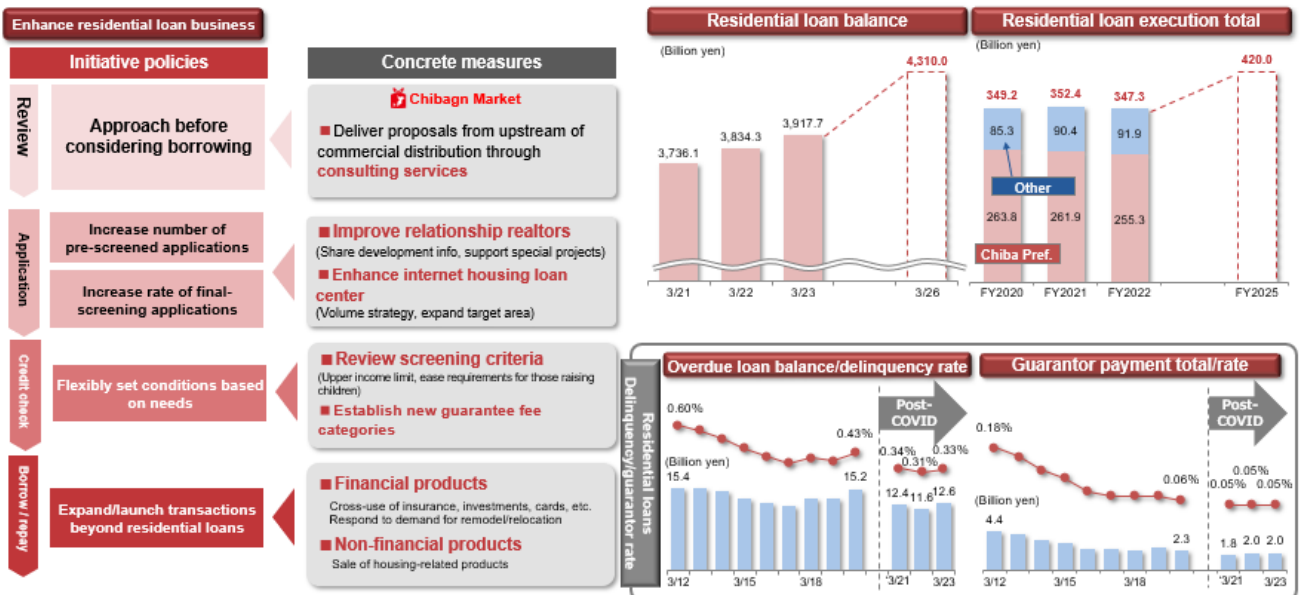 Enhance residential loan business
Initiative policies
Concrete measures
Review
Approach before
considering borrowing
Chibagn Market
■ Deliver proposals from upstream of
commercial distribution through
consulting services
Application
Increase number of
pre-screened applications
Increase rate of final-
screening applications
■ Improve relationship realtors
(Share development info, support special projects)
■ Enhance internet housing loan
center
(Volume strategy, expand target area)
Credit check
Flexibly set conditions based
on needs
■ Review screening criteria
(Upper income limit, ease requirements for those raising
children)
■ Establish new guarantee fee
categories
Borrow / repay
Expand/launch transactions
beyond residential loans
■ Financial products
Cross-use of insurance, investments, cards, etc.
Respond to demand for remodel/relocation
■ Non-financial products
Sale of housing-related products
Residential loan balance
(Billion yen)
3,736.1
3,834.3
3,917.7
4,310.0
3/21
3/22
3/23
3/26
Residential loan execution total
(Billion yen)
349.2
352.4
347.3
420.0
85.3
90.4
91.9
Other
263.8
261.9
255.3
Chiba Pref.
FY2020
FY2021
FY2022
FY2025
Residential loans
Delinquency/guarantor rate
Overdue loan balance/delinquency rate
Post-
COVID
0.60%
0.43%
0.34%
0.31%
0.33%
(Billion yen)
15.4
15.2
12.4
11.6
12.6
3/12
3/15
3/18
'3/21
3/23
Guarantor payment total/rate
Post-
COVID
0.18%
0.06%
0.05%
0.05%
0.05%
(Billion yen)
4.4
2.3
1.8
2.0
2.0
3/12
3/15
3/18
'3/21
3/23